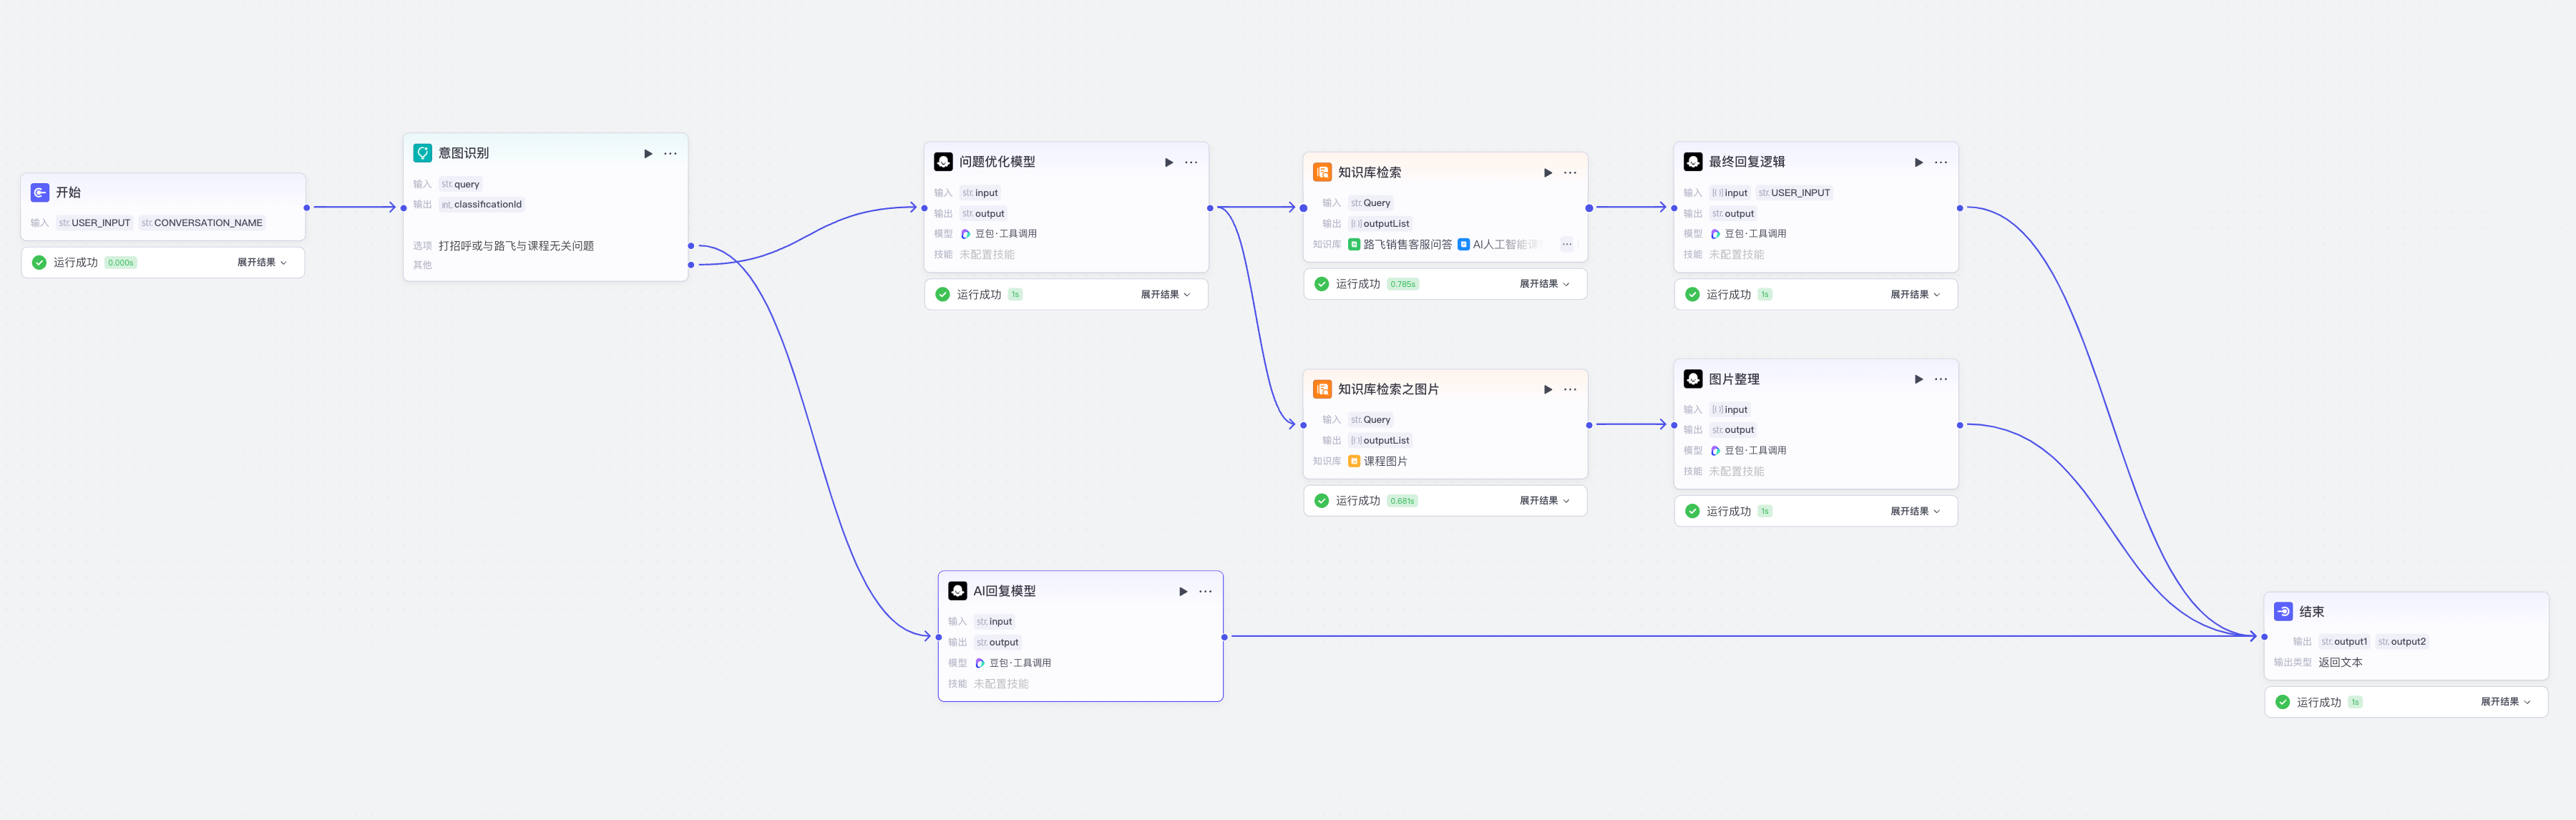 开始
输入 str. USER_INPUT str. CONVERSATION_NAME
运行成功 0.000s 展开结果
意图识别
输入 str. query
输出 int. classificationId
选项 打招呼或与路飞与课程无关问题
其他
问题优化模型
输入 str. input
输出 str. output
模型 豆包·工具调用
技能 未配置技能
运行成功 1s 展开结果
知识库检索
输入 str. Query
输出 [{}] outputList
知识库 路飞销售客服问答 AI人工智能课
运行成功 0.785s 展开结果
最终回复逻辑
输入 [{}] input str. USER_INPUT
输出 str. output
模型 豆包·工具调用
技能 未配置技能
运行成功 1s 展开结果
知识库检索之图片
输入 str. Query
输出 [{}] outputList
知识库 课程图片
运行成功 0.681s 展开结果
图片整理
输入 [{}] input
输出 str. output
模型 豆包·工具调用
技能 未配置技能
运行成功 1s 展开结果
AI回复模型
输入 str. input
输出 str. output
模型 豆包·工具调用
技能 未配置技能
结束
输出 str. output1 str. output2
输出类型 返回文本
运行成功 1s 展开结果